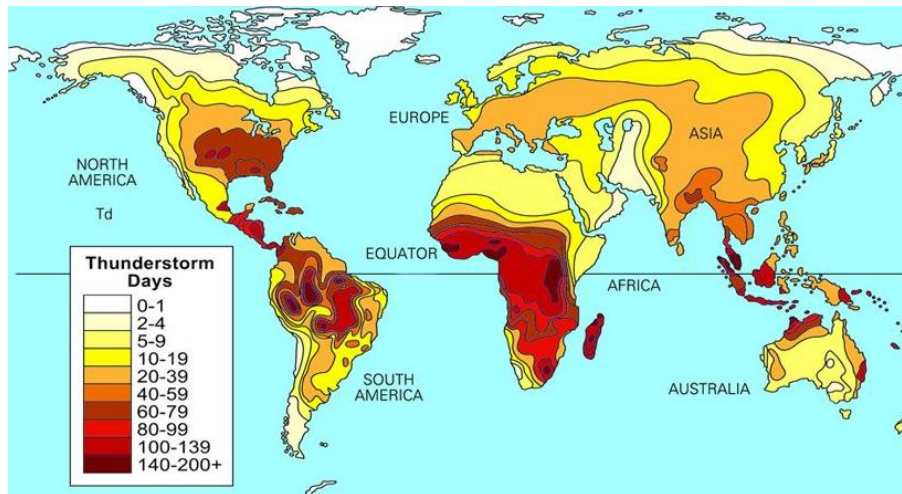 EUROPE
ASIA
NORTH
AMERICA
Td
EQUATOR
AFRICA
SOUTH
AMERICA
AUSTRALIA
Thunderstorm
Days
0-1
2-4
5-9
10-19
20-39
40-59
60-79
80-99
100-139
140-200+